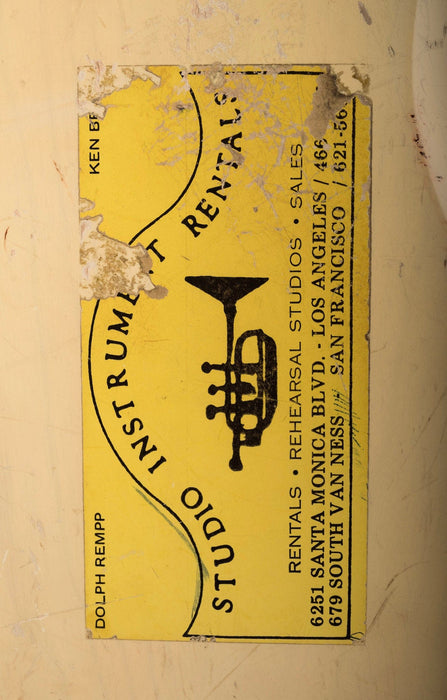 DOLPH REMPP
KEN
STUDIO INSTRUMENT RENTALS
RENTALS • REHEARSAL STUDIOS • SALES
6251 SANTA MONICA BLVD. - LOS ANGELES / 466
679 SOUTH VAN NESS / SAN FRANCISCO / 621-56